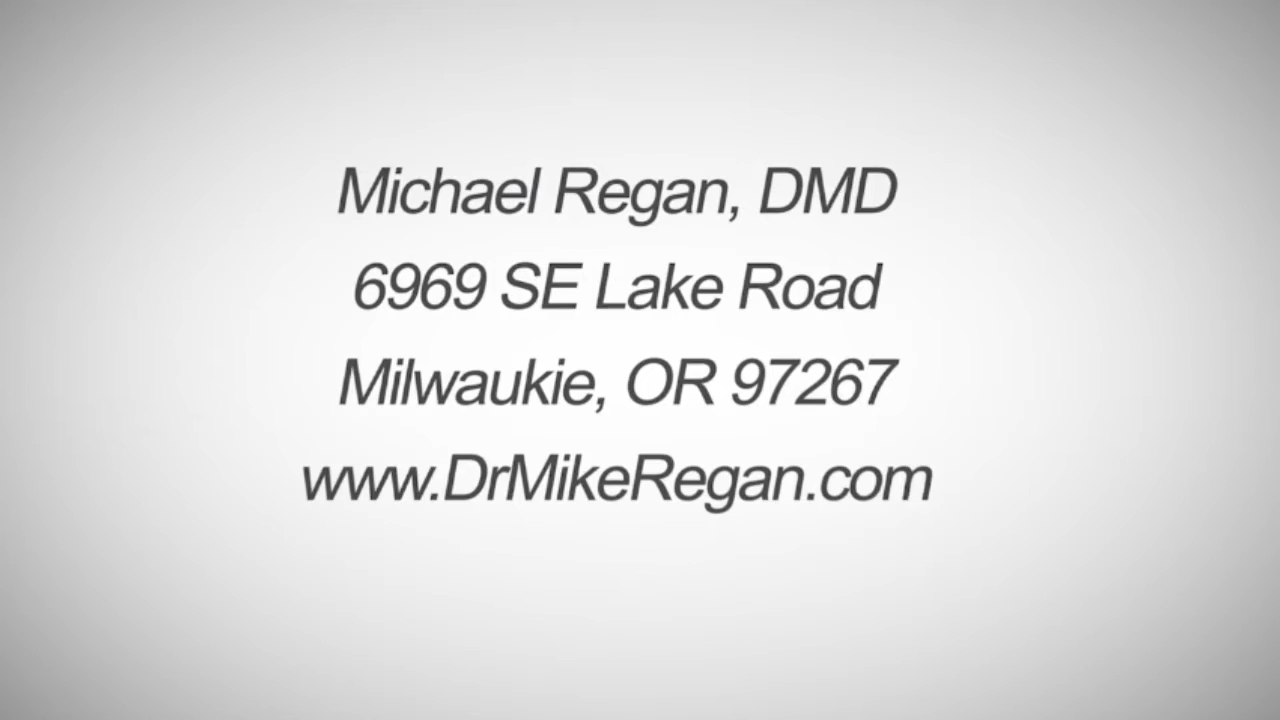 Michael Regan, DMD
6969 SE Lake Road
Milwaukie, OR 97267
www.DrMikeRegan.com